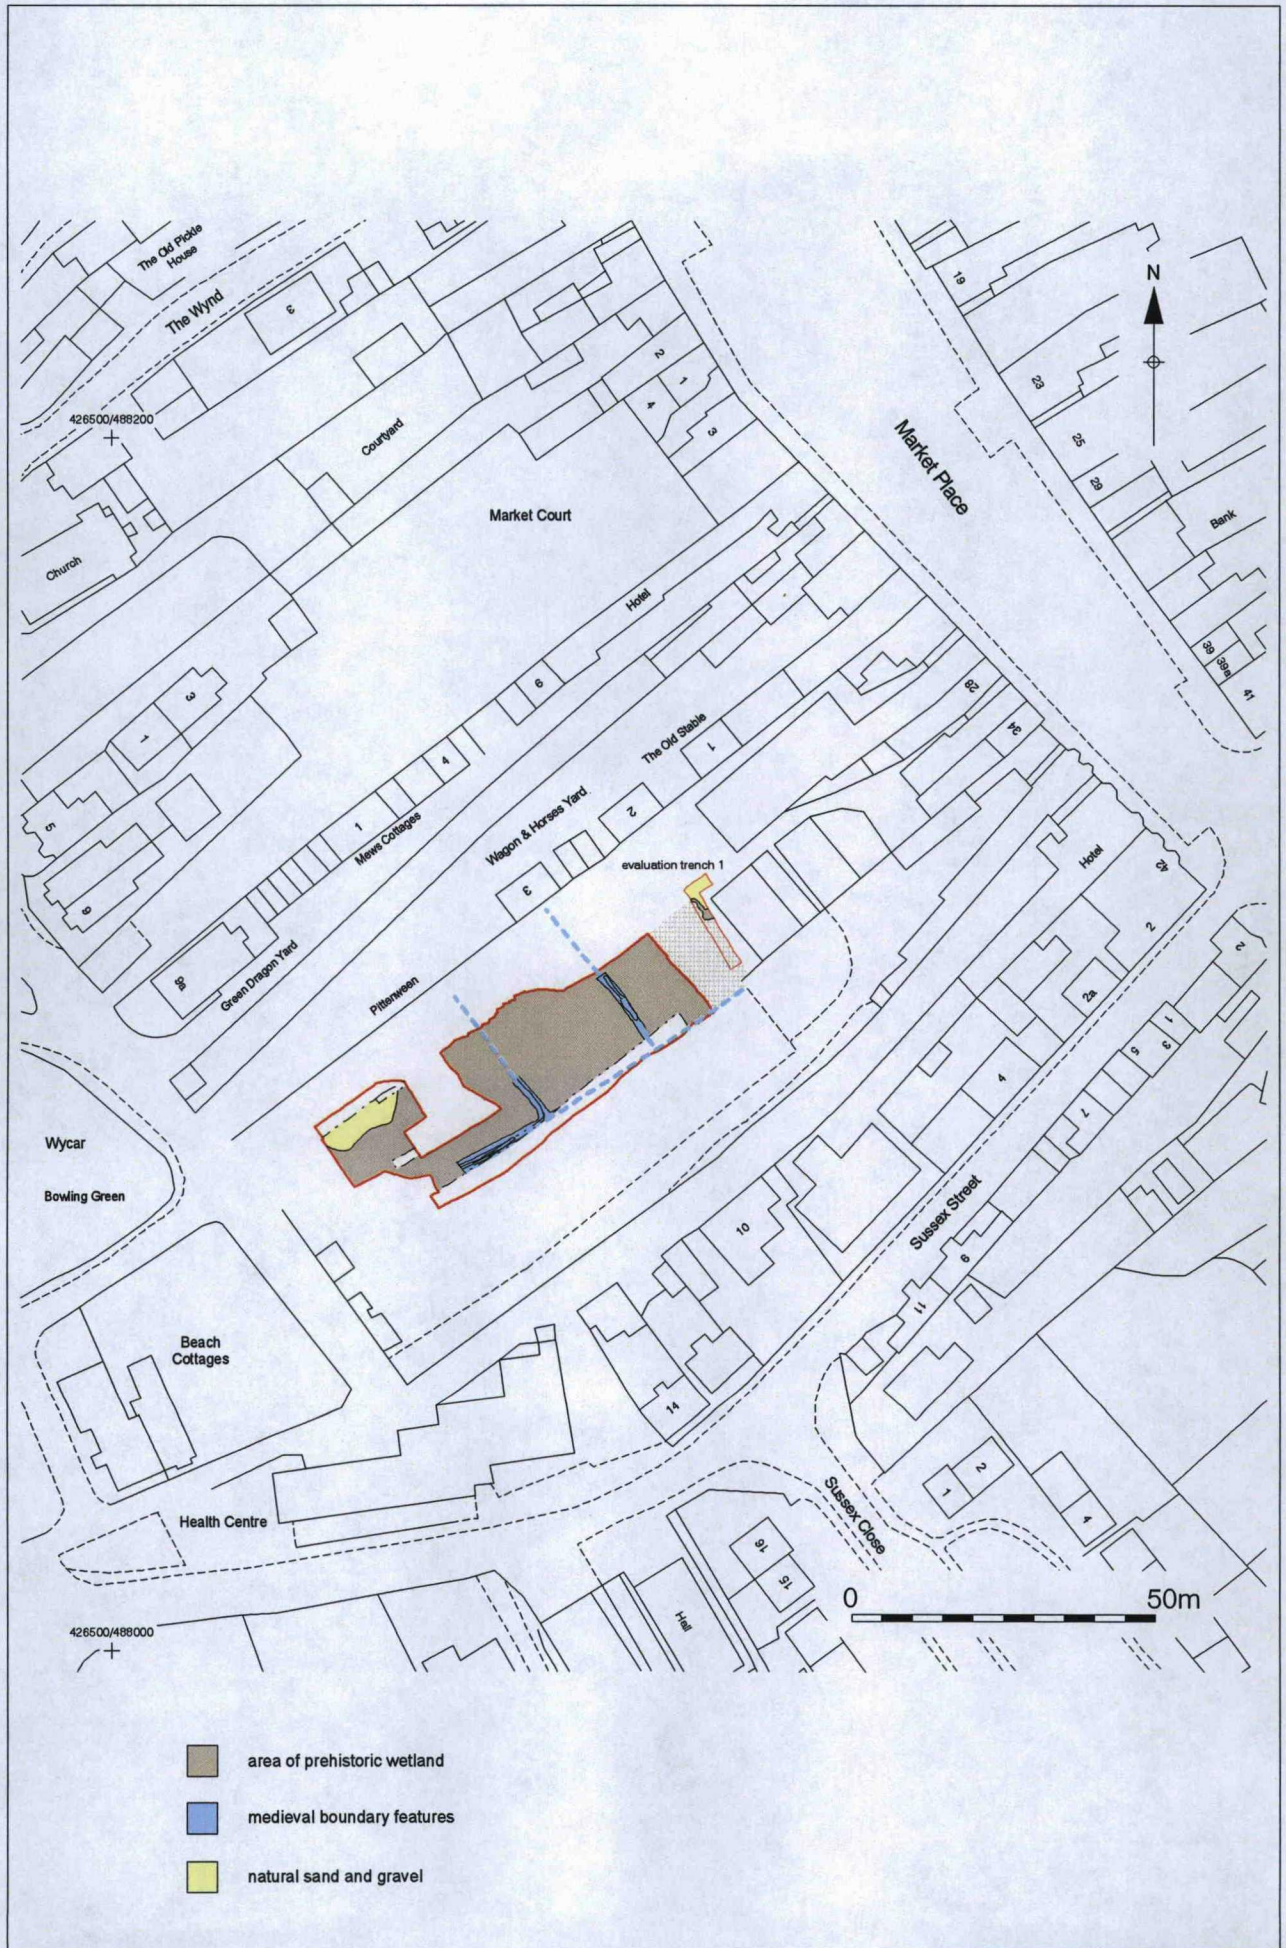 The Old Pickle
House
The Wynd
3
19
N
2
1
4
3
23
426500/488200
Courtyard
Market Place
25
29
Market Court
Bank
Church
Hotel
39
39a
41
6
3
1
28
34
The Old Stable
1
4
5
1
Mews Cottages
Wagon & Horses Yard
2
evaluation trench 1
Hotel
42
3
9
9a
Green Dragon Yard
Pittenween
2
2
2a
1
3
5
4
7
Wycar
Bowling Green
Sussex Street
10
9
11
Beach
Cottages
14
2
1
4
Sussex Close
Health Centre
16
15
Hall
0
50m
426500/488000
area of prehistoric wetland
medieval boundary features
natural sand and gravel